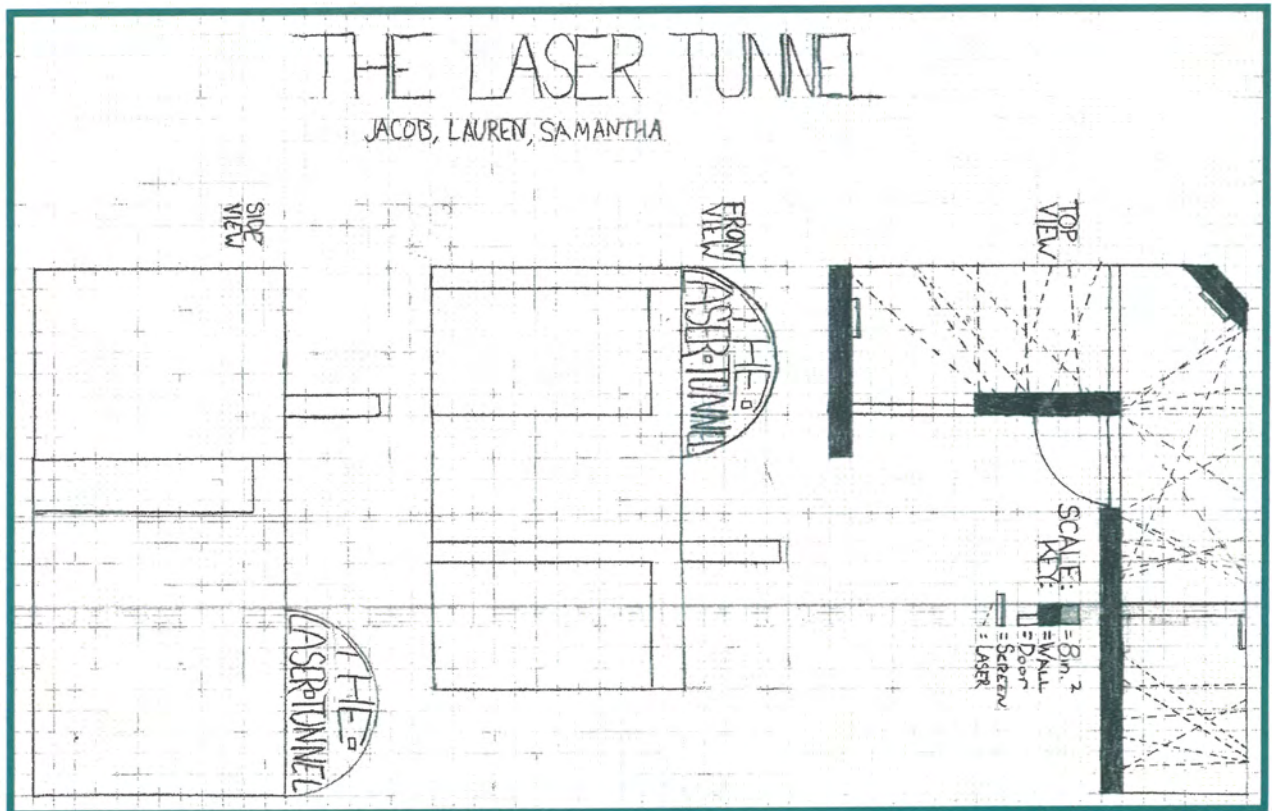 THE LASER TUNNEL
JACOB, LAUREN, SAMANTHA
SIDE
VIEW
FRONT
VIEW
TOP
VIEW
THE
LASER TUNNEL
THE
LASER TUNNEL
SCALE: = 8in.²
KEY: = WALL
= DOOR
= SCREEN
= LASER